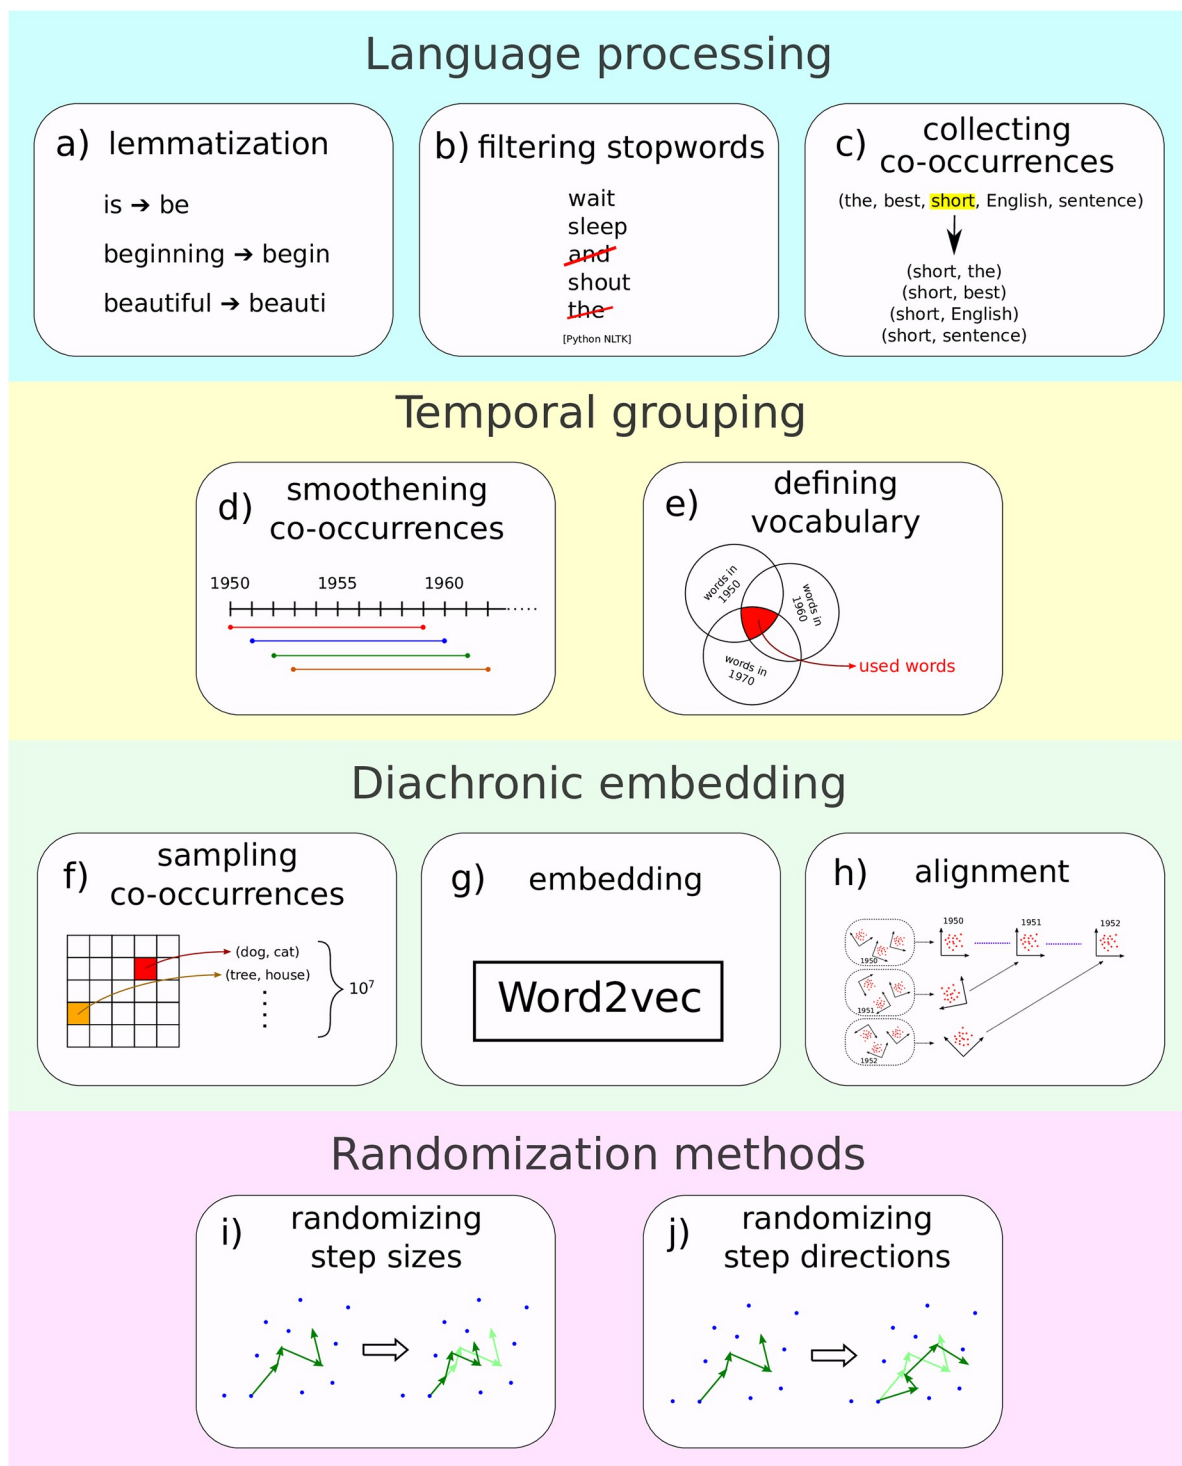 Language processing
a) lemmatization
is ➔ be
beginning ➔ begin
beautiful ➔ beauti
b) filtering stopwords
wait
sleep
and
shout
the
[Python NLTK]
c) collecting
co-occurrences
(the, best, short, English, sentence)
(short, the)
(short, best)
(short, English)
(short, sentence)
Temporal grouping
d) smoothening
co-occurrences
1950 1955 1960
e) defining
vocabulary
words in
1950
words in
1960
words in
1970
used words
Diachronic embedding
f) sampling
co-occurrences
(dog, cat)
(tree, house)
10⁷
g) embedding
Word2vec
h) alignment
1950 1951 1952
1950
1951
1952
Randomization methods
i) randomizing
step sizes
j) randomizing
step directions